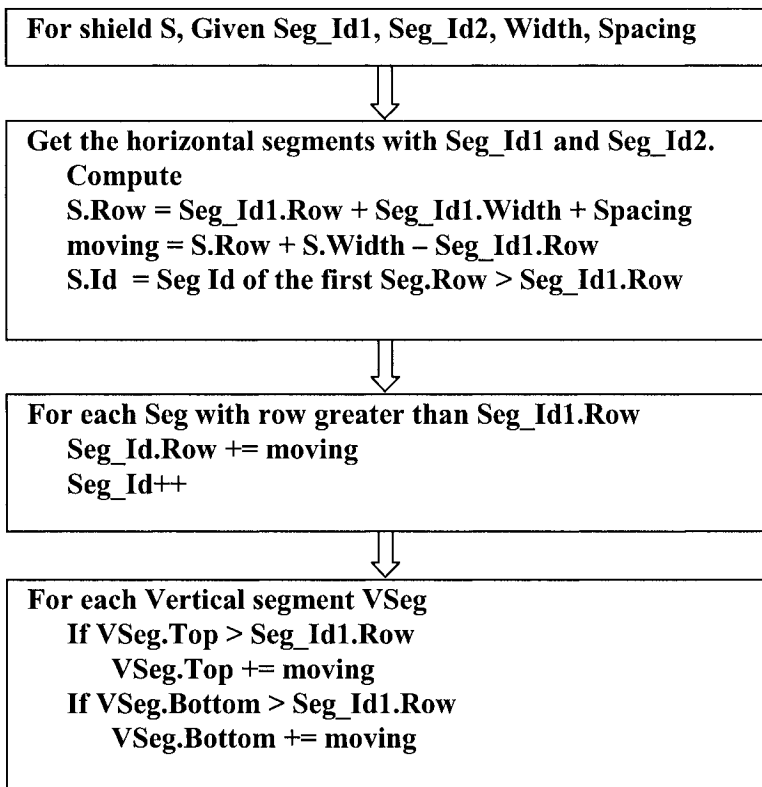 For shield S, Given Seg_Id1, Seg_Id2, Width, Spacing
Get the horizontal segments with Seg_Id1 and Seg_Id2.
Compute
S.Row = Seg_Id1.Row + Seg_Id1.Width + Spacing
moving = S.Row + S.Width – Seg_Id1.Row
S.Id = Seg Id of the first Seg.Row > Seg_Id1.Row
For each Seg with row greater than Seg_Id1.Row
Seg_Id.Row += moving
Seg_Id++
For each Vertical segment VSeg
If VSeg.Top > Seg_Id1.Row
VSeg.Top += moving
If VSeg.Bottom > Seg_Id1.Row
VSeg.Bottom += moving